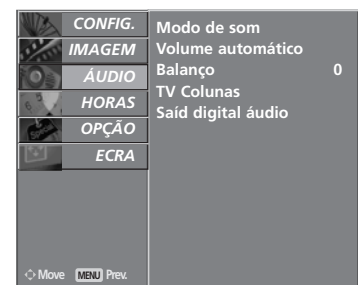 CONFIG.
IMAGEM
ÁUDIO
HORAS
OPÇÃO
ECRA
Modo de som
Volume automático
Balanço 0
TV Colunas
Saíd digital áudio
Move MENU Prev.